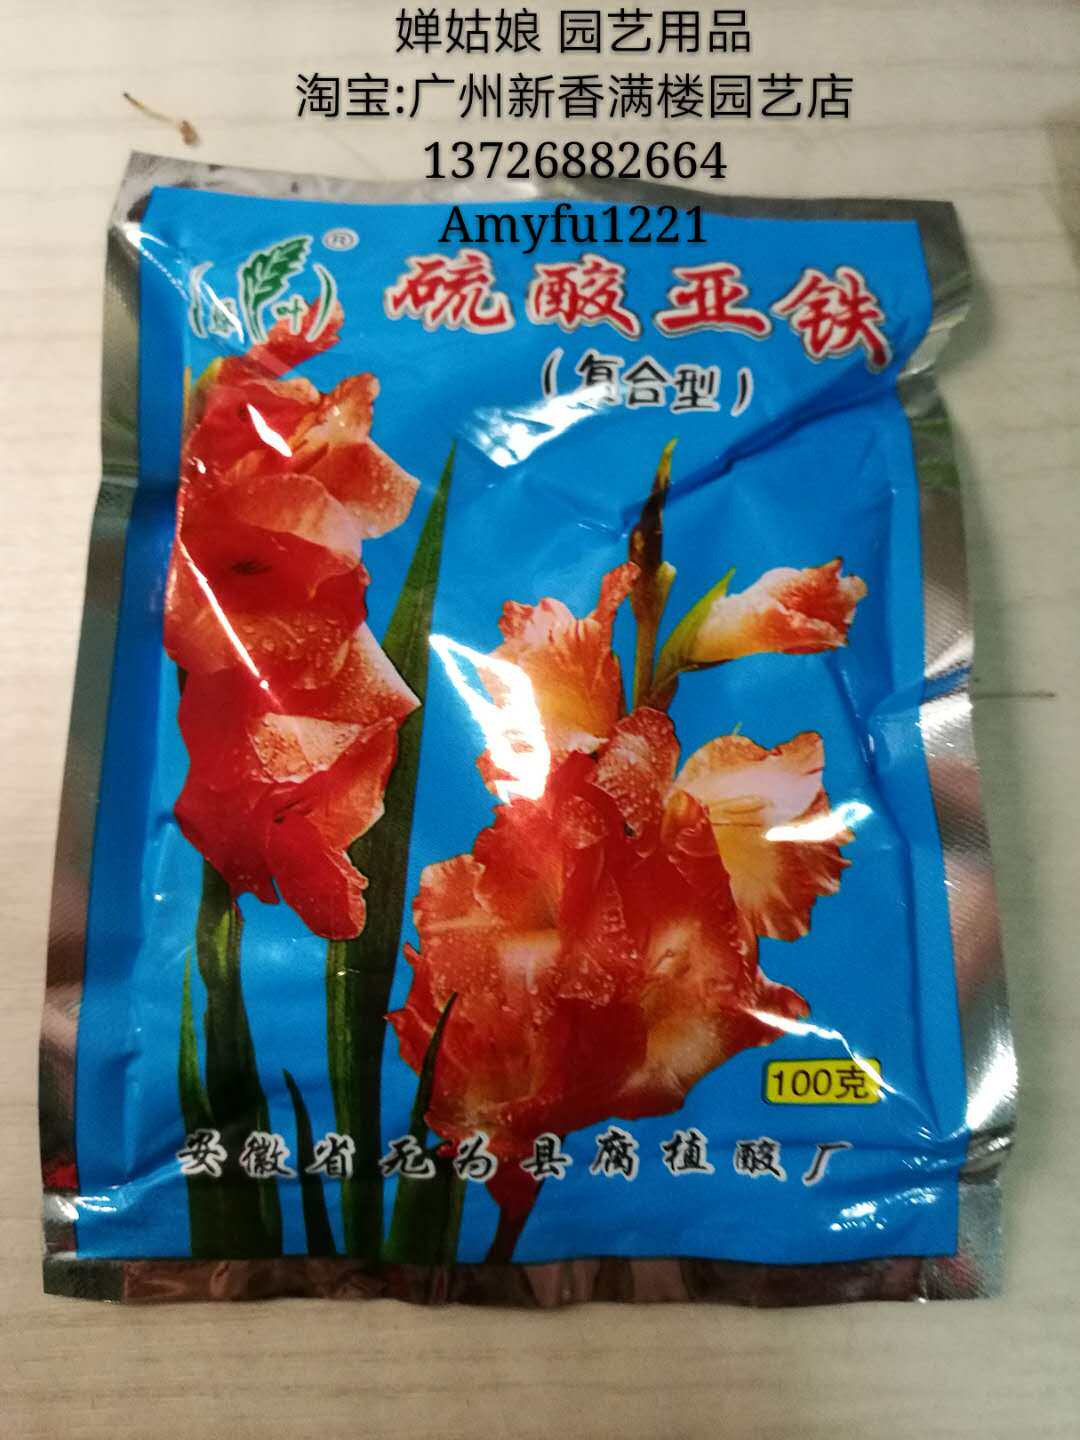 婵姑娘 园艺用品
淘宝:广州新香满楼园艺店
13726882664
Amyfu1221
绿叶®
硫酸亚铁
(复合型)
100克
安徽省无为县腐植酸厂